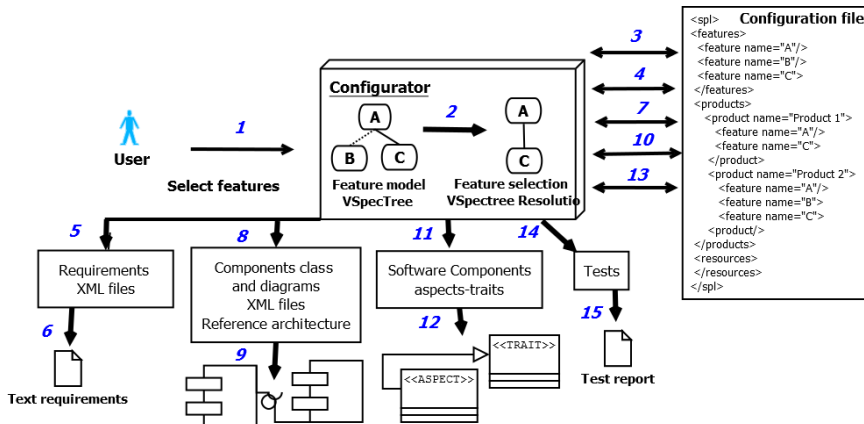 3
4
7
10
13
<spl> Configuration file
<features>
<feature name="A"/>
<feature name="B"/>
<feature name="C"/>
</features>
<products>
<product name="Product 1">
<feature name="A"/>
<feature name="C"/>
</product>
<product name="Product 2">
<feature name="A"/>
<feature name="B">
<feature name="C">
<product/>
</products>
<resources>
</resources>
</spl>
Configurator
A
B
C
2
A
C
Feature model
VSpecTree
Feature selection
VSpectree Resolutio
1
User
Select features
5
8
11
14
Requirements
XML files
Components class
and diagrams
XML files
Reference architecture
Software Components
aspects-traits
Tests
6
9
12
15
Text requirements
<<TRAIT>>
<<ASPECT>>
Test report